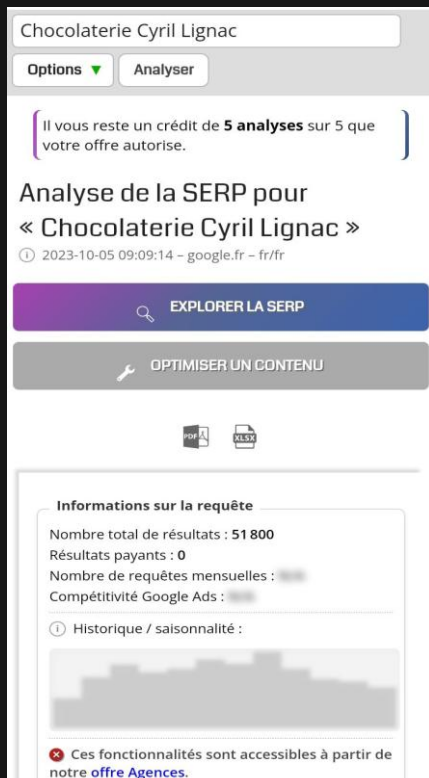 Chocolaterie Cyril Lignac
Options ▼ Analyser
Il vous reste un crédit de 5 analyses sur 5 que
votre offre autorise.
Analyse de la SERP pour
« Chocolaterie Cyril Lignac »
2023-10-05 09:09:14 – google.fr – fr/fr
EXPLORER LA SERP
OPTIMISER UN CONTENU
PDF XLSX
Informations sur la requête
Nombre total de résultats : 51 800
Résultats payants : 0
Nombre de requêtes mensuelles :
Compétitivité Google Ads :
Historique / saisonnalité :
Ces fonctionnalités sont accessibles à partir de
notre offre Agences.